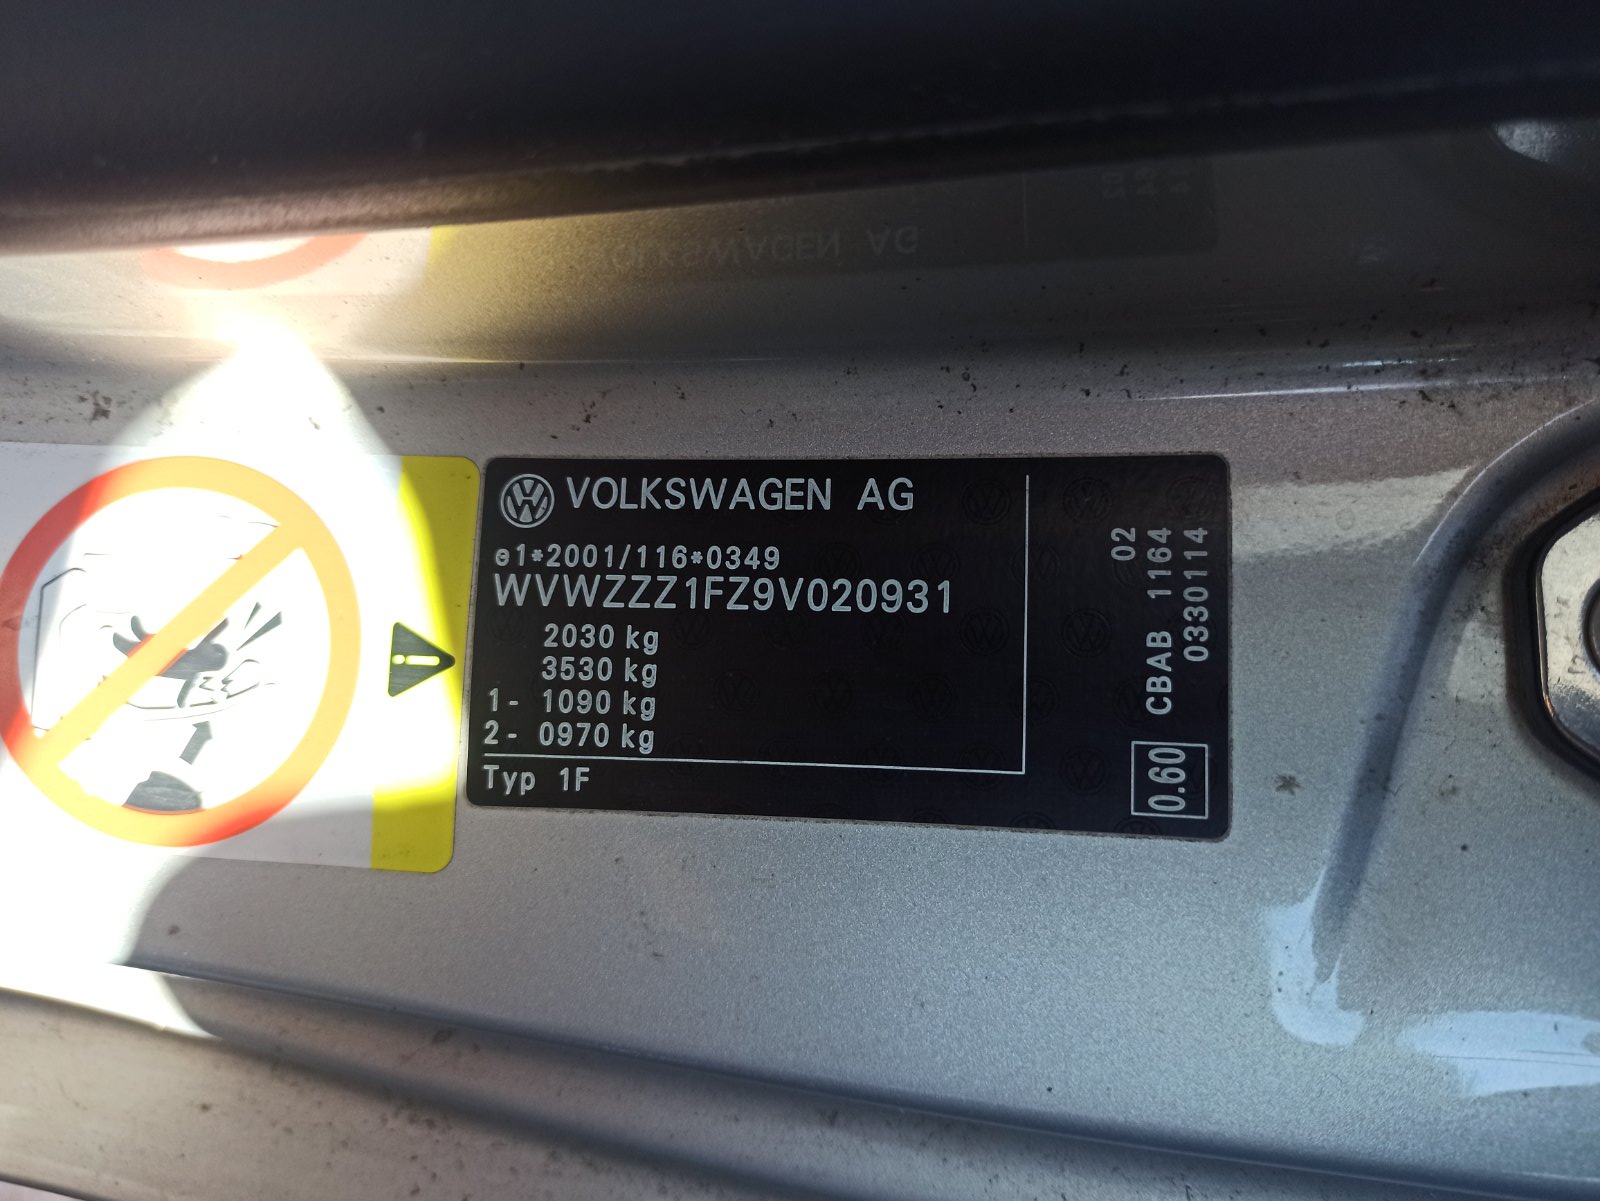 VOLKSWAGEN AG
e1*2001/116*0349
WVWZZZ1FZ9V020931
2030 kg
3530 kg
1- 1090 kg
2- 0970 kg
Typ 1F
02
CBAB 1164
0330114
0.60